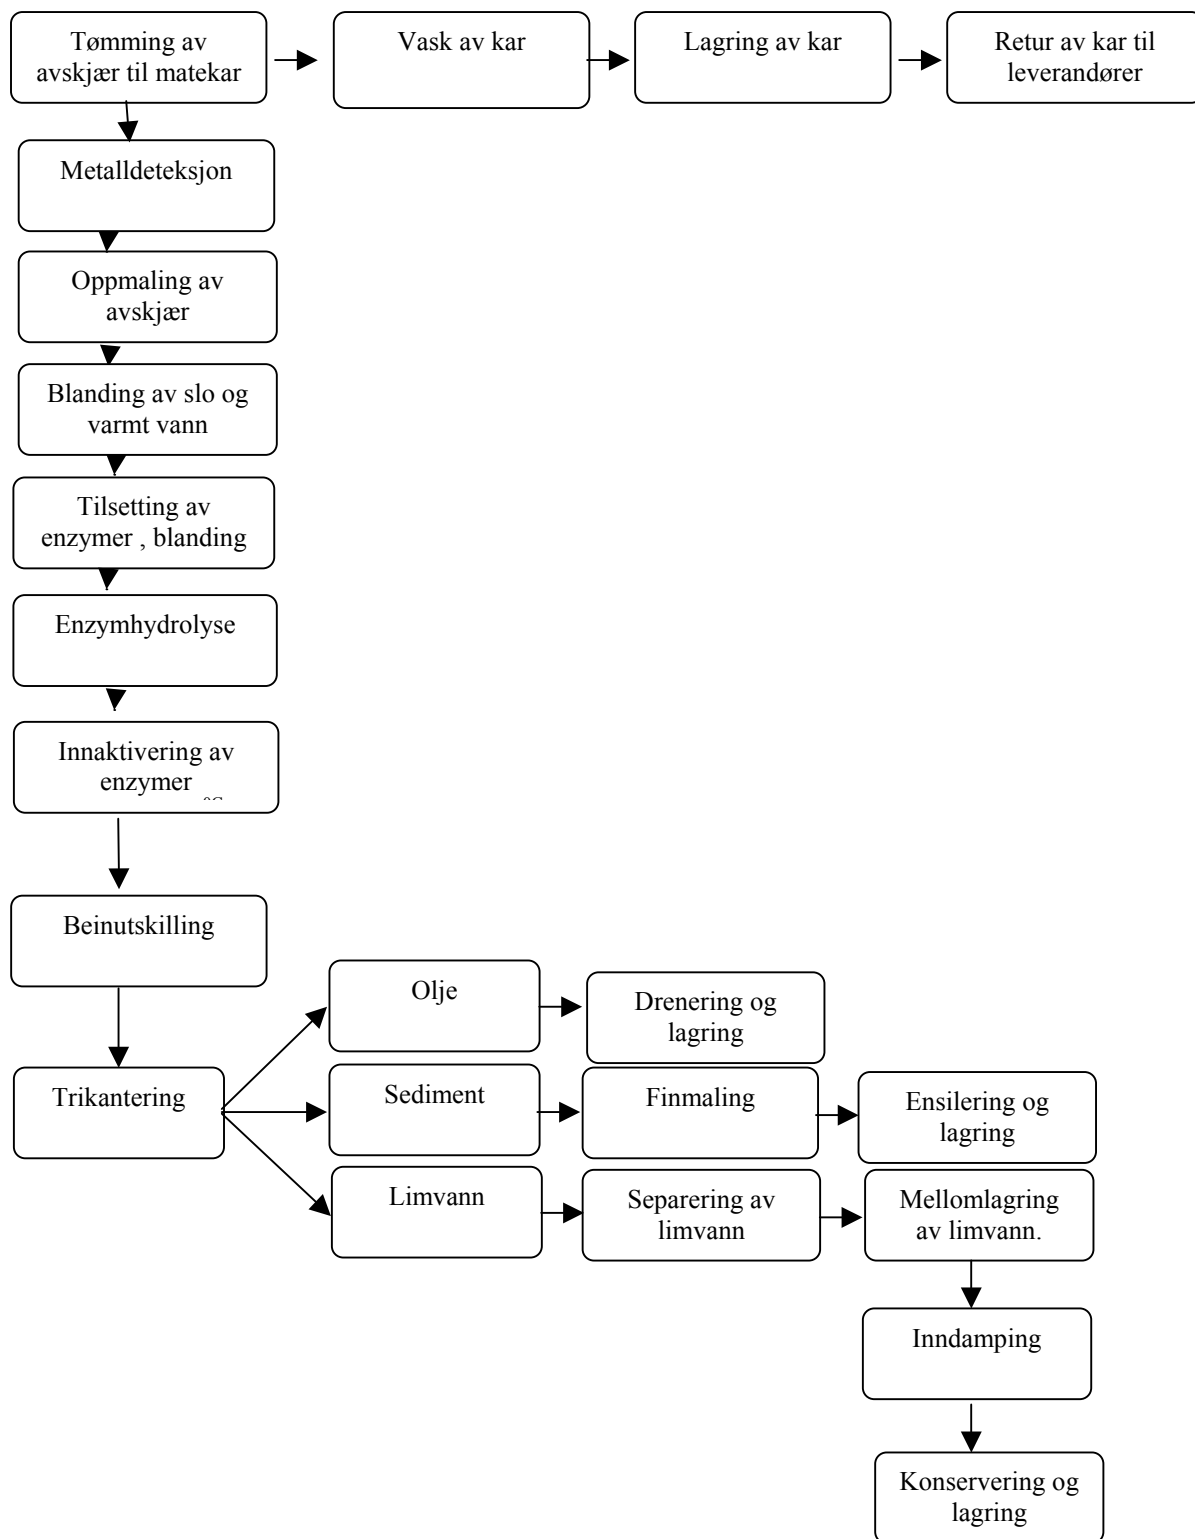 Tømming av
avskjær til matekar
Vask av kar
Lagring av kar
Retur av kar til
leverandører
Metalldeteksjon
Oppmaling av
avskjær
Blanding av slo og
varmt vann
Tilsetting av
enzymer , blanding
Enzymhydrolyse
Innaktivering av
enzymer
Beinutskilling
Olje
Drenering og
lagring
Trikantering
Sediment
Finmaling
Ensilering og
lagring
Limvann
Separering av
limvann
Mellomlagring
av limvann.
Inndamping
Konservering og
lagring